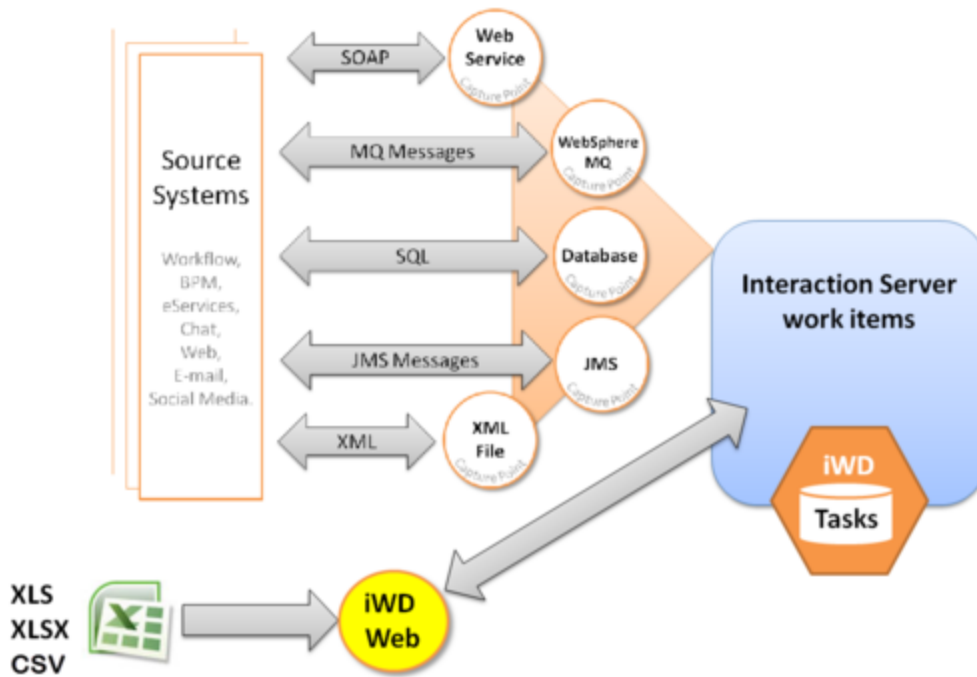 Source
Systems
Workflow,
BPM,
eServices,
Chat,
Web,
E-mail,
Social Media.
SOAP
Web
Service
Capture Point
MQ Messages
WebSphere
MQ
Capture Point
SQL
Database
Capture Point
JMS Messages
JMS
Capture Point
XML
XML
File
Capture Point
Interaction Server
work items
iWD
Tasks
XLS
XLSX
CSV
iWD
Web